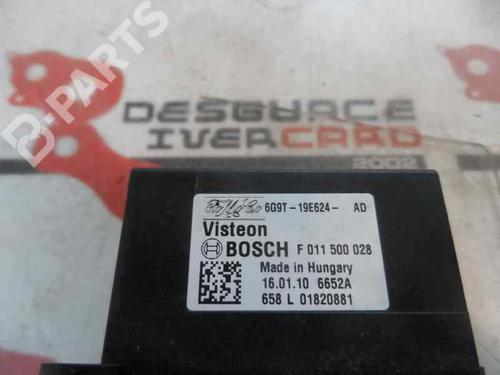 B-PARTS
DESGUACE
IVERCARD
2002
6G9T-19E624- AD
Visteon
BOSCH F 011 500 028
Made in Hungary
16.01.10 6652A
658 L 01820881